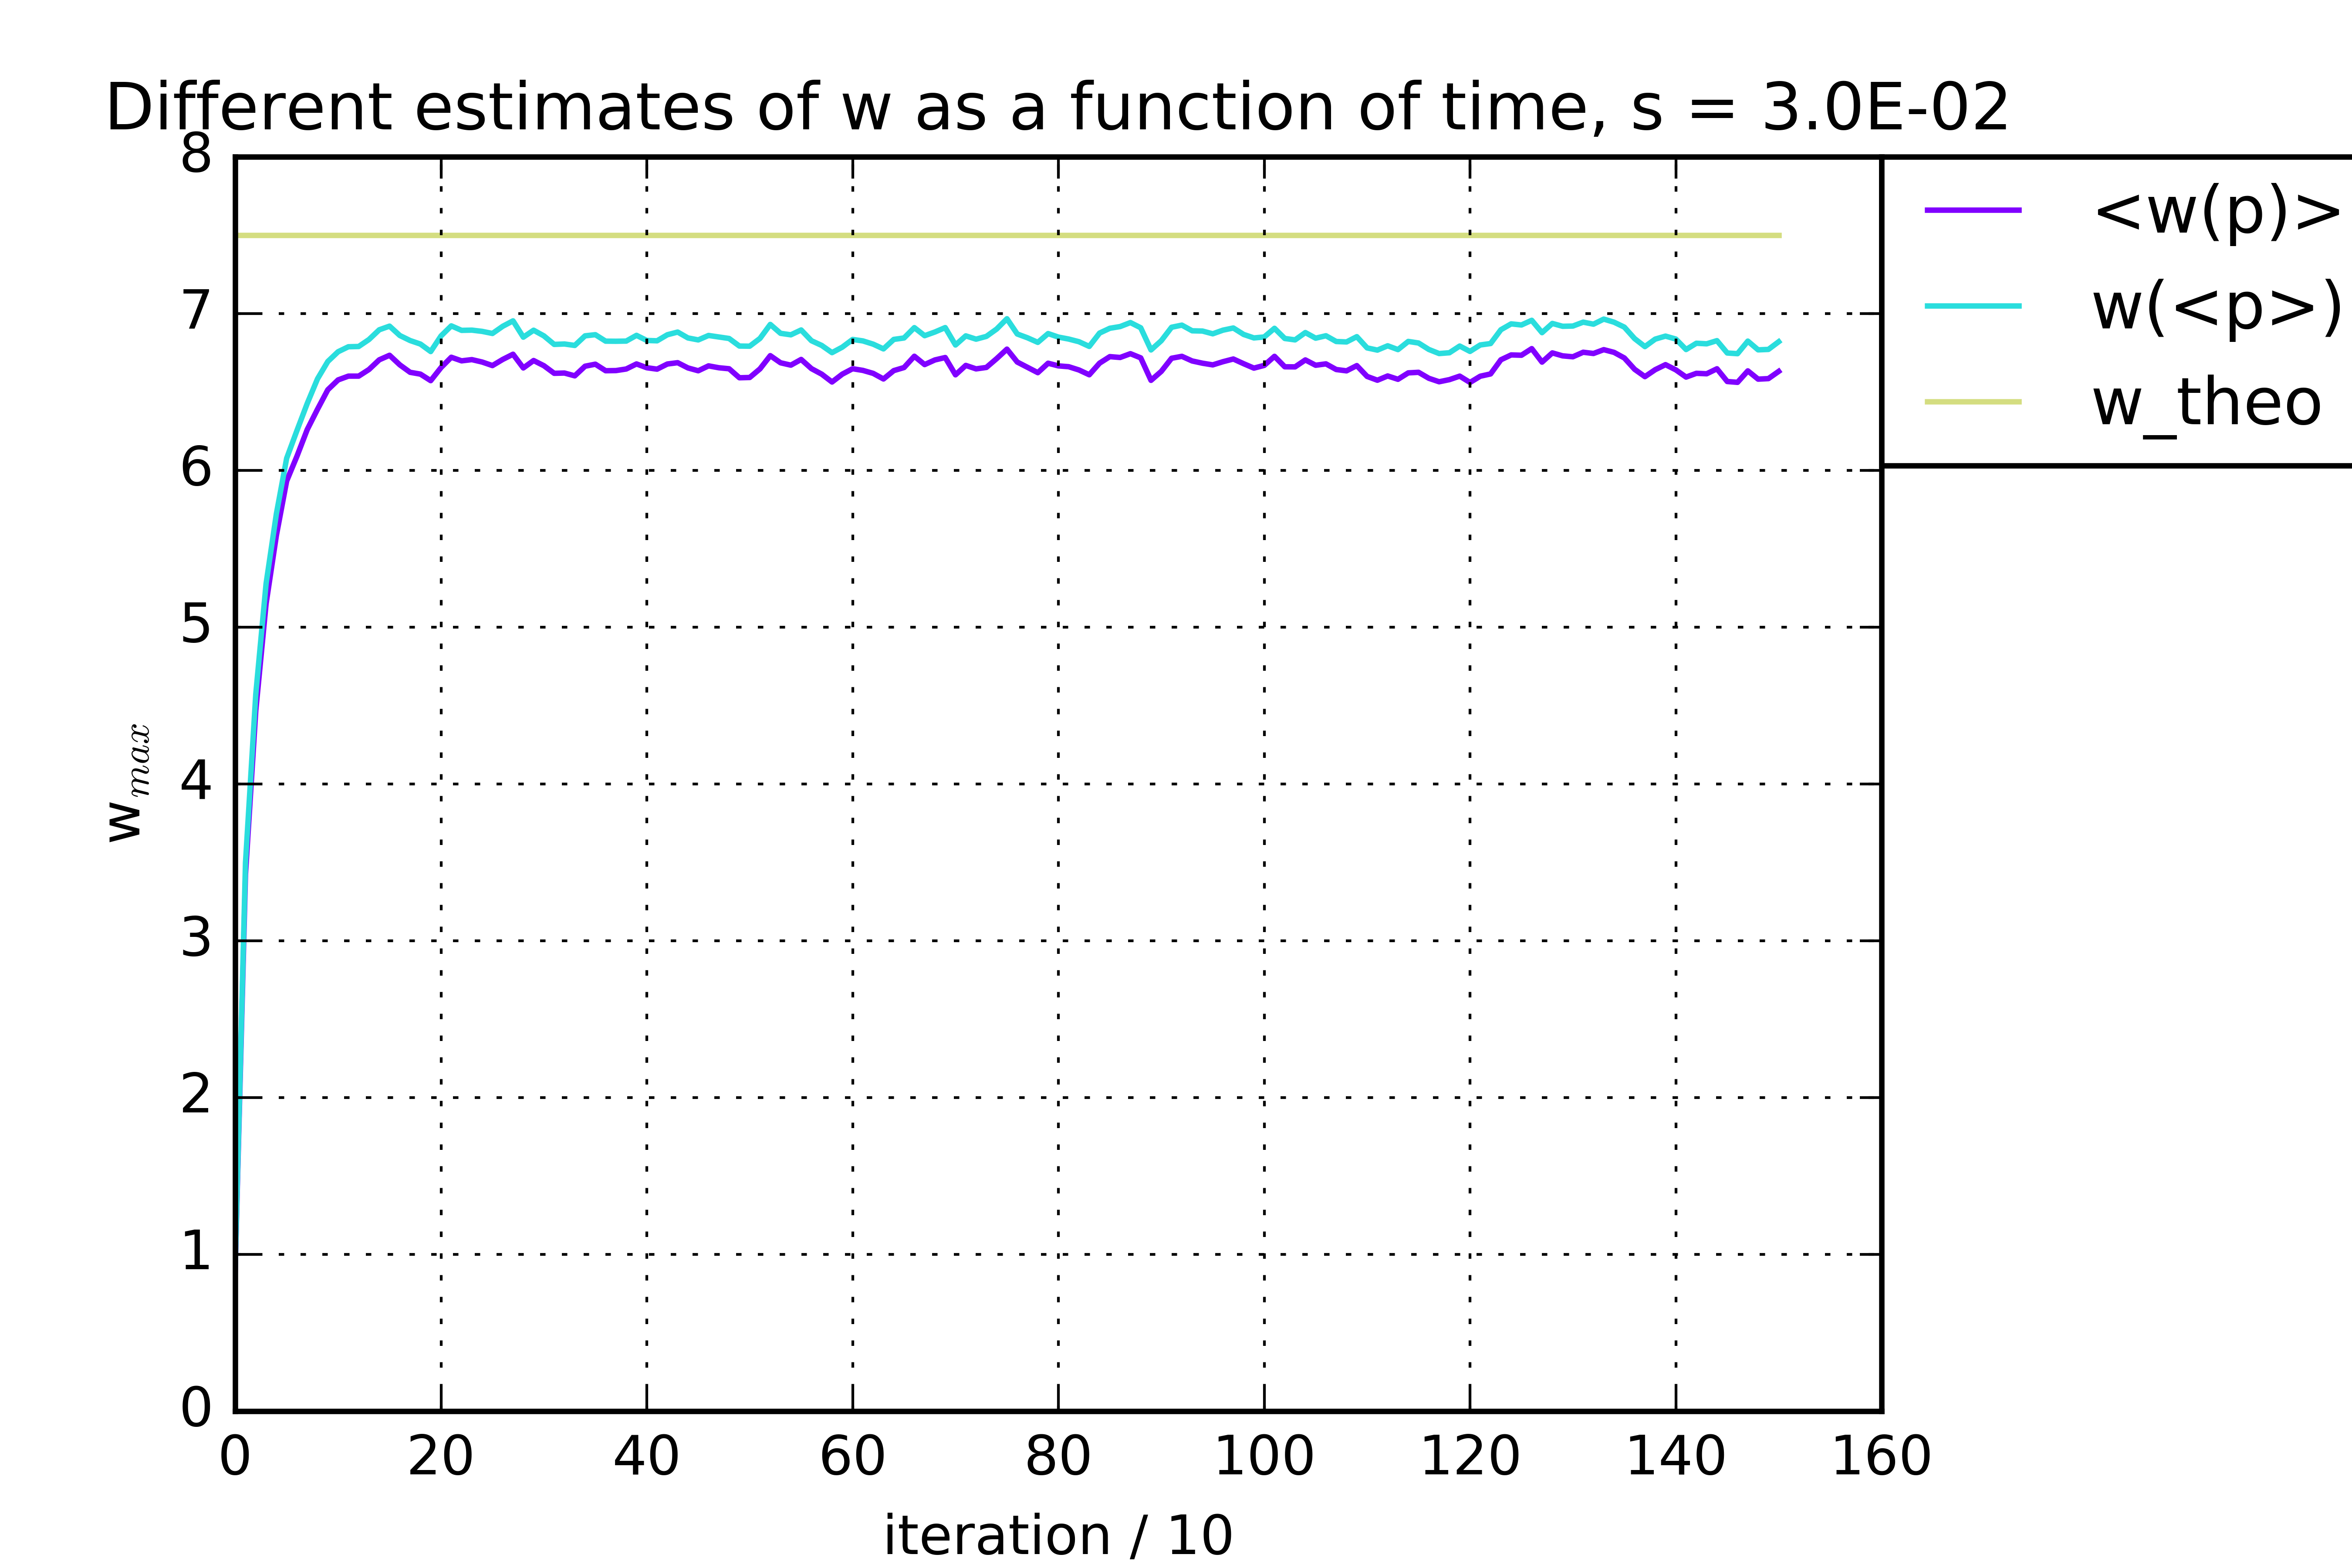 Different estimates of w as a function of time, s = 3.0E-02
8
7
6
5
4
3
2
1
0
w_max
0 20 40 60 80 100 120 140 160
iteration / 10
<w(p)>
w(<p>)
w_theo